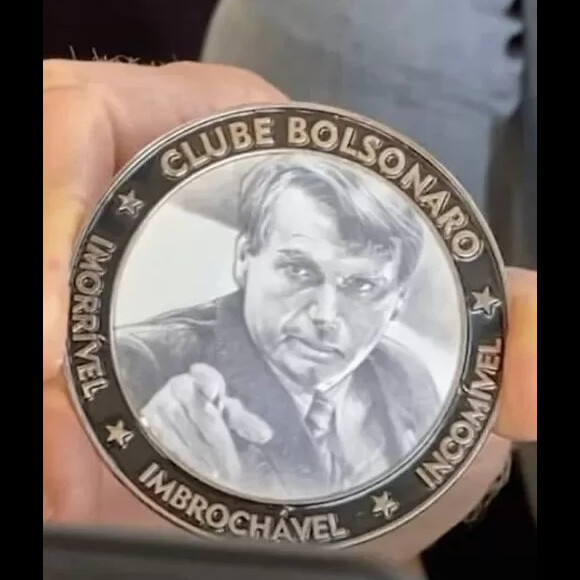 CLUBE BOLSONARO
IMORRÍVEL
IMBROCHÁVEL
INCOMÍVEL